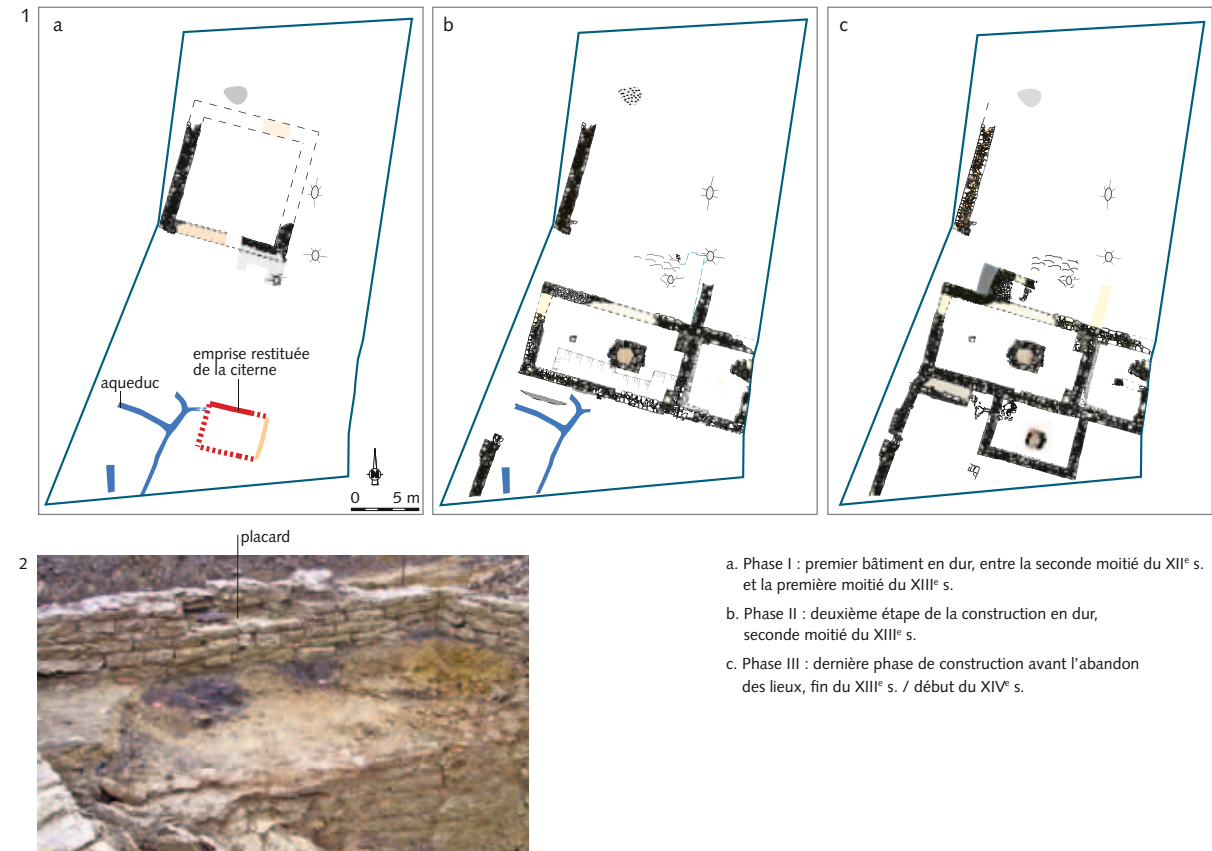 1
a
b
c
emprise restituée
de la citerne
aqueduc
N
0 5 m
placard
2
a. Phase I : premier bâtiment en dur, entre la seconde moitié du XIIe s.
et la première moitié du XIIIe s.
b. Phase II : deuxième étape de la construction en dur,
seconde moitié du XIIIe s.
c. Phase III : dernière phase de construction avant l’abandon
des lieux, fin du XIIIe s. / début du XIVe s.